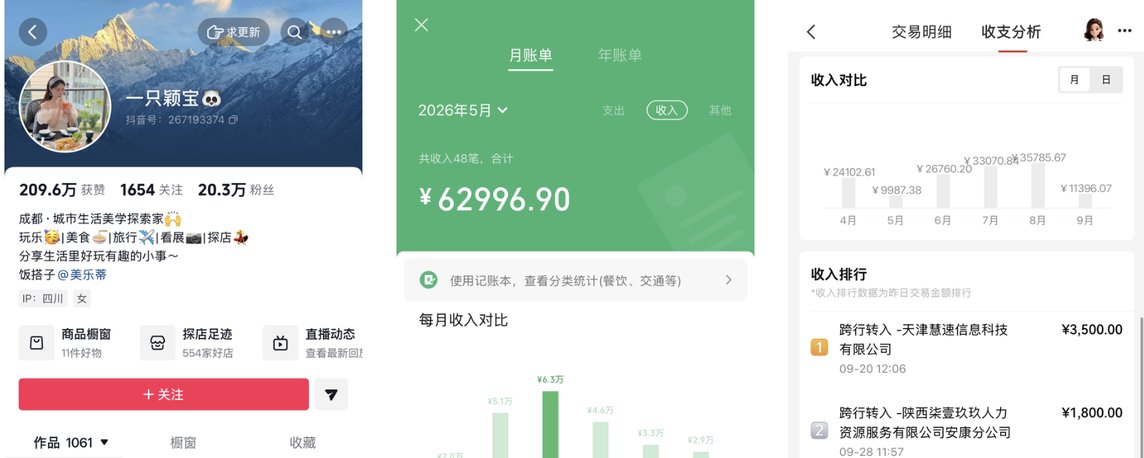 求更新
一只颖宝🐼
抖音号：267193374
209.6万 获赞 1654 关注 20.3万 粉丝
成都 · 城市生活美学探索家🙌
玩乐🥳|美食🍜|旅行✈️|看展📷|探店💃
分享生活里好玩有趣的小事～
饭搭子@美乐蒂
IP：四川 女
商品橱窗
11件好物
探店足迹
554家好店
直播动态
查看最新回放
+ 关注
作品 1061 ▼ 橱窗 收藏
月账单 年账单
2026年5月
支出 收入 其他
共收入48笔，合计
¥62996.90
使用记账本，查看分类统计(餐饮、交通等)
每月收入对比
¥2.0万
¥5.1万
¥6.3万
¥4.6万
¥3.3万
¥2.9万
交易明细 收支分析
收入对比
月 日
¥24102.61
¥9987.38
¥26760.20
¥33070.84
¥35785.67
¥11396.07
4月 5月 6月 7月 8月 9月
收入排行
*收入排行数据为昨日交易金额排行
1
跨行转入 -天津慧速信息科技
有限公司
¥3,500.00
09-20 12:06
2
跨行转入 -陕西柒壹玖玖人力
资源服务有限公司安康分公司
¥1,800.00
09-28 11:57